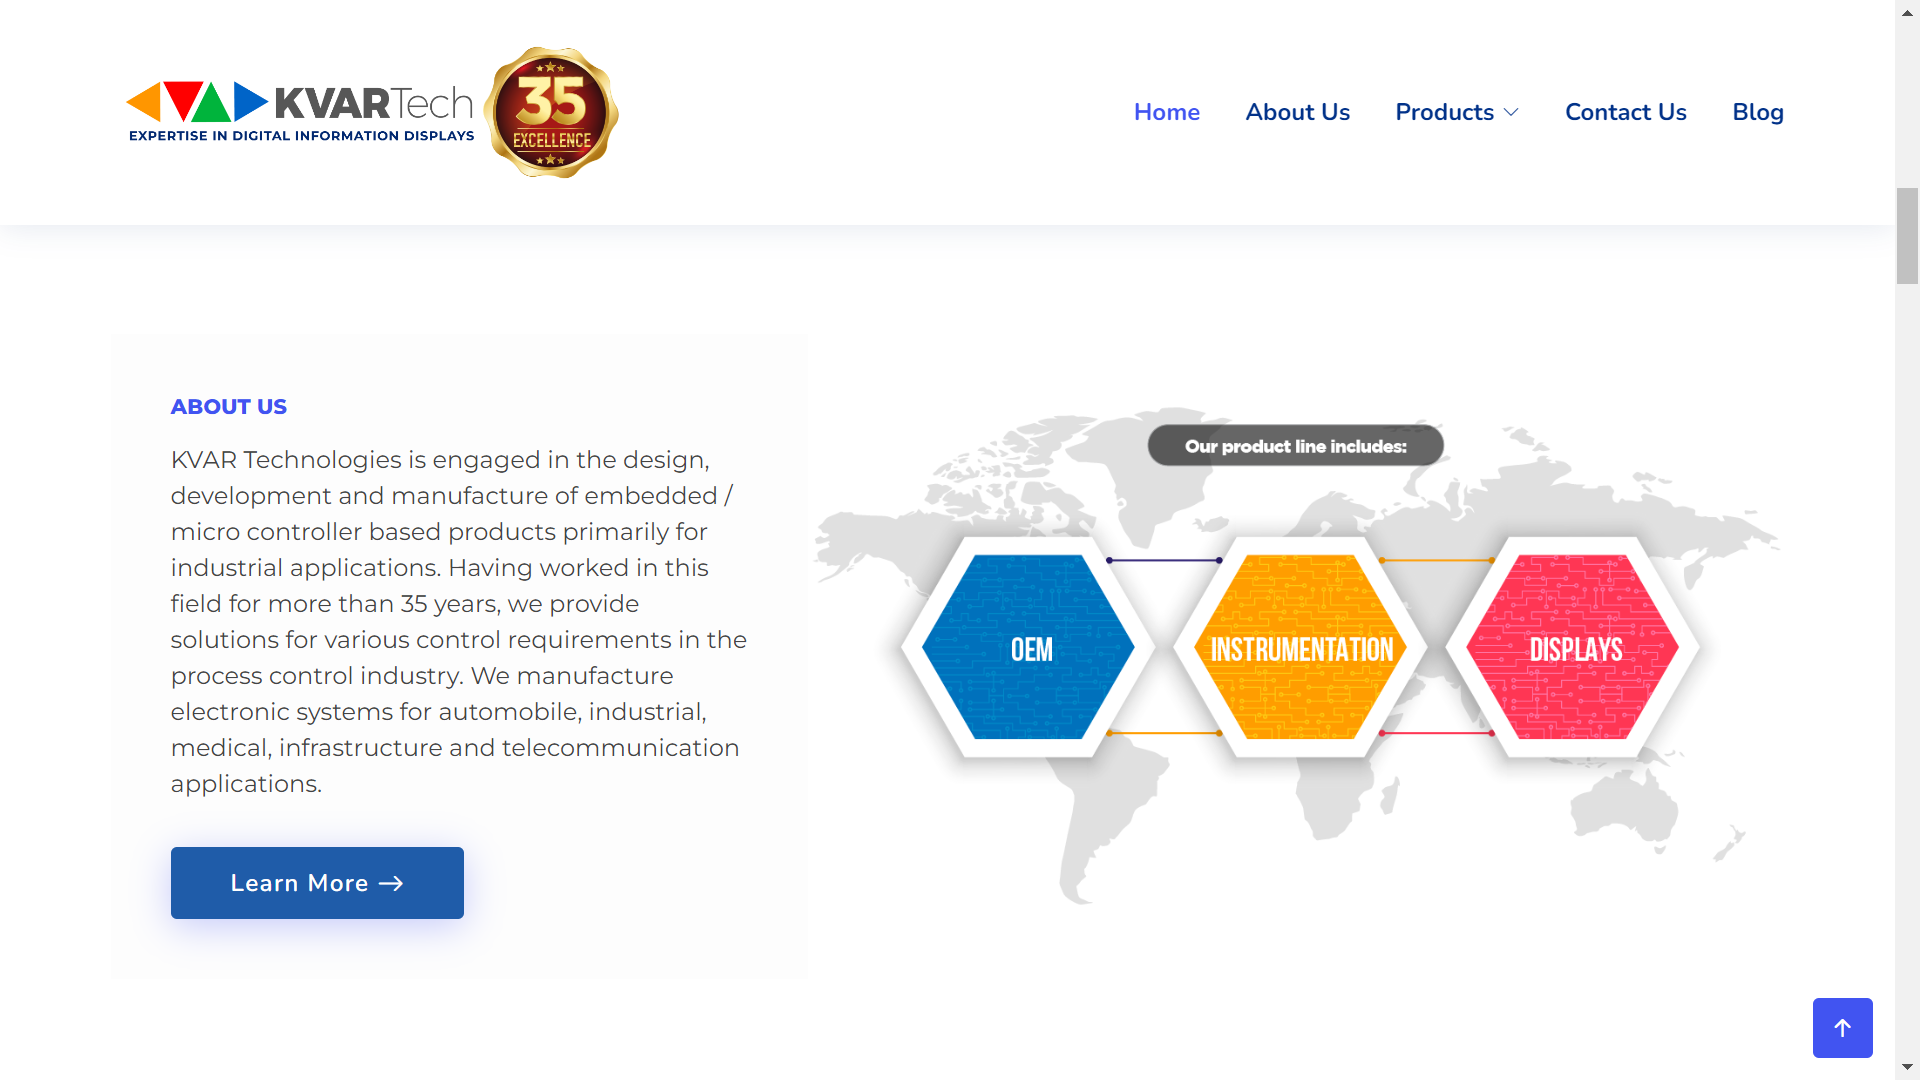 KVARTech
EXPERTISE IN DIGITAL INFORMATION DISPLAYS
35
EXCELLENCE
Home
About Us
Products
Contact Us
Blog
ABOUT US
KVAR Technologies is engaged in the design,
development and manufacture of embedded /
micro controller based products primarily for
industrial applications. Having worked in this
field for more than 35 years, we provide
solutions for various control requirements in the
process control industry. We manufacture
electronic systems for automobile, industrial,
medical, infrastructure and telecommunication
applications.
Learn More →
Our product line includes:
OEM
INSTRUMENTATION
DISPLAYS